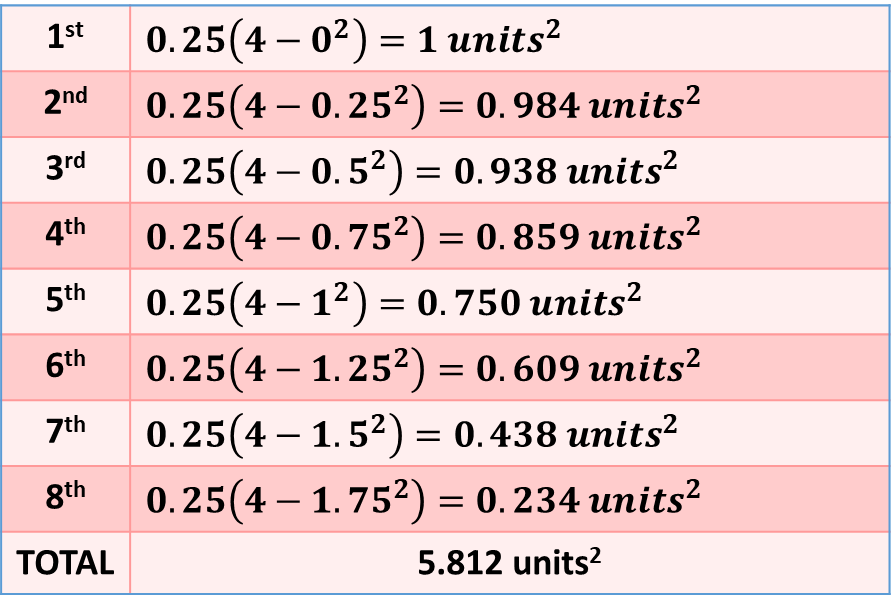 1ˢᵗ 0.25(4 − 0²) = 1 units²
2ⁿᵈ 0.25(4 − 0.25²) = 0.984 units²
3ʳᵈ 0.25(4 − 0.5²) = 0.938 units²
4ᵗʰ 0.25(4 − 0.75²) = 0.859 units²
5ᵗʰ 0.25(4 − 1²) = 0.750 units²
6ᵗʰ 0.25(4 − 1.25²) = 0.609 units²
7ᵗʰ 0.25(4 − 1.5²) = 0.438 units²
8ᵗʰ 0.25(4 − 1.75²) = 0.234 units²
TOTAL 5.812 units²